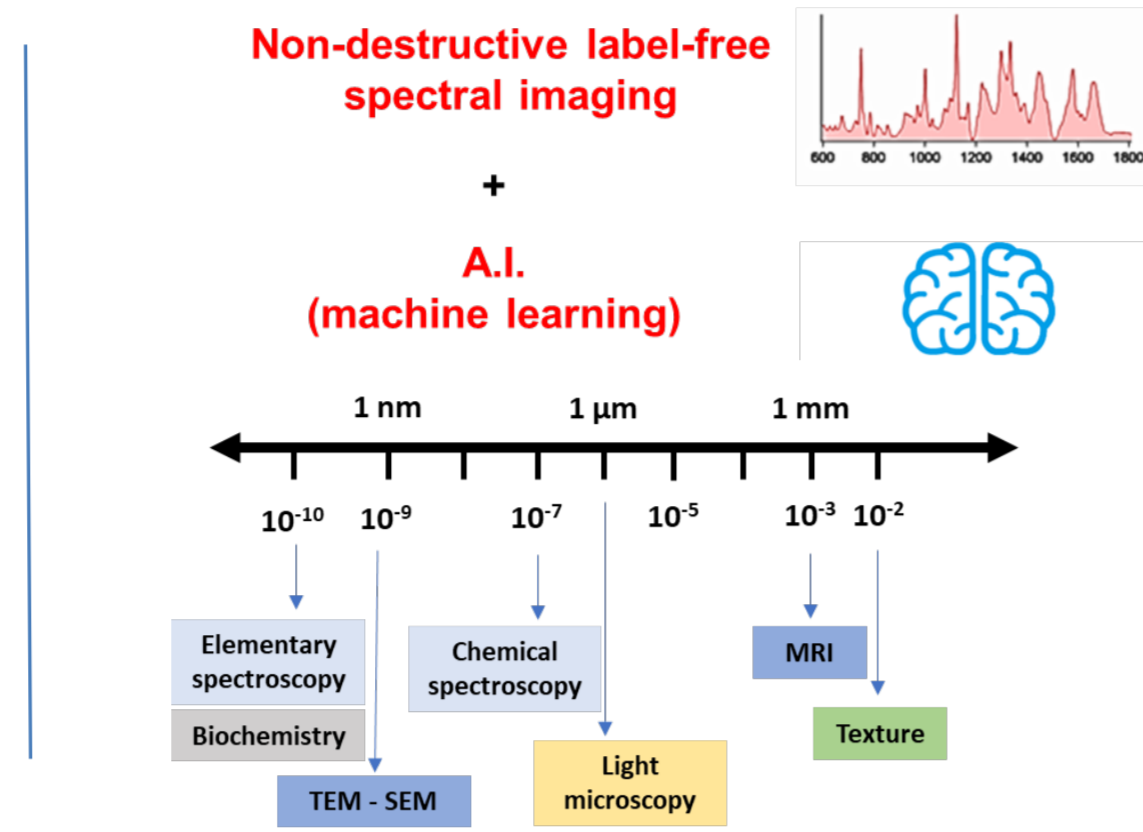 Non-destructive label-free
spectral imaging
+
A.I.
(machine learning)
600 800 1000 1200 1400 1600 1800
1 nm 1 μm 1 mm
10⁻¹⁰ 10⁻⁹ 10⁻⁷ 10⁻⁵ 10⁻³ 10⁻²
Elementary
spectroscopy
Biochemistry
TEM - SEM
Chemical
spectroscopy
Light
microscopy
MRI
Texture